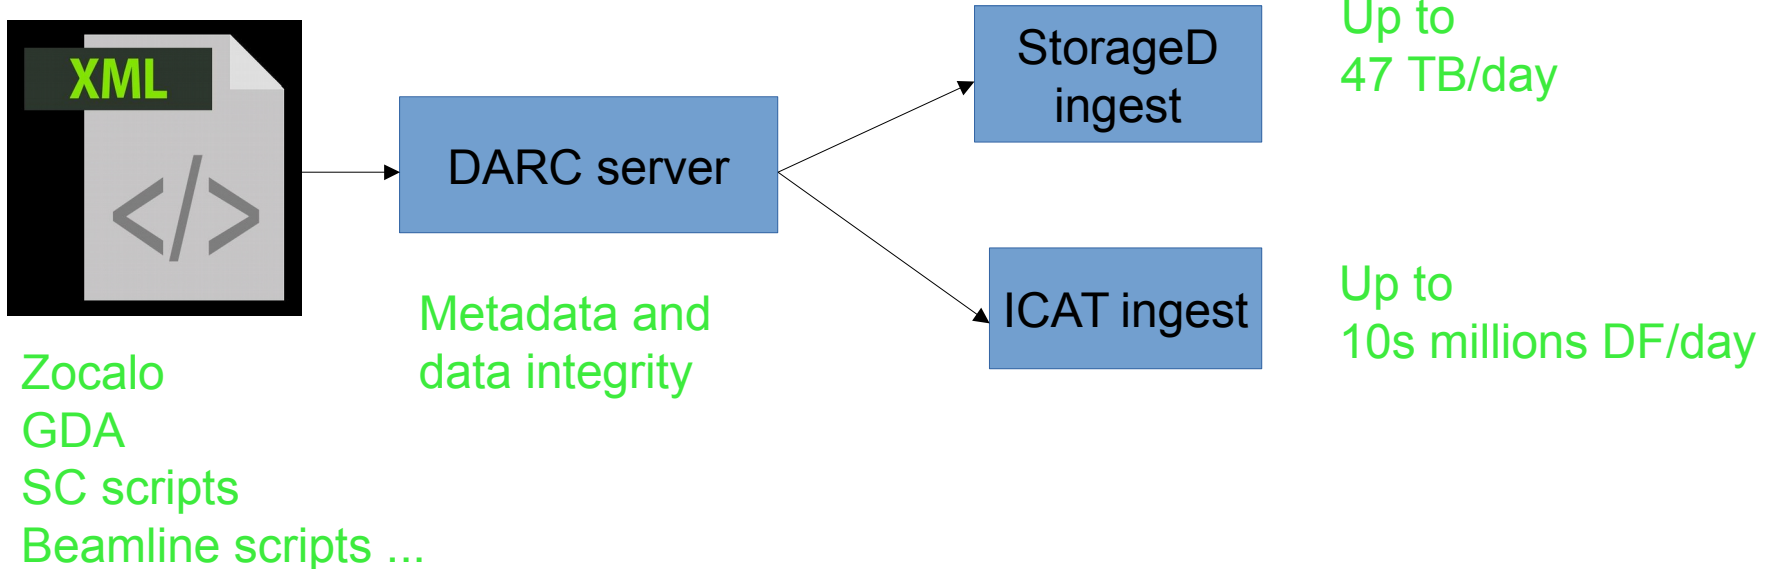 XML
</>
Zocalo
GDA
SC scripts
Beamline scripts ...
DARC server
Metadata and
data integrity
StorageD
ingest
Up to
47 TB/day
ICAT ingest
Up to
10s millions DF/day